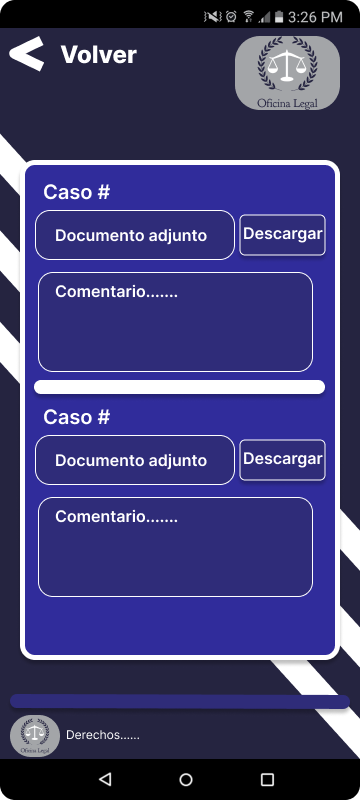 3:26 PM
Volver
Oficina Legal
Caso #
Documento adjunto
Descargar
Comentario.......
Caso #
Documento adjunto
Descargar
Comentario.......
Oficina Legal
Derechos......